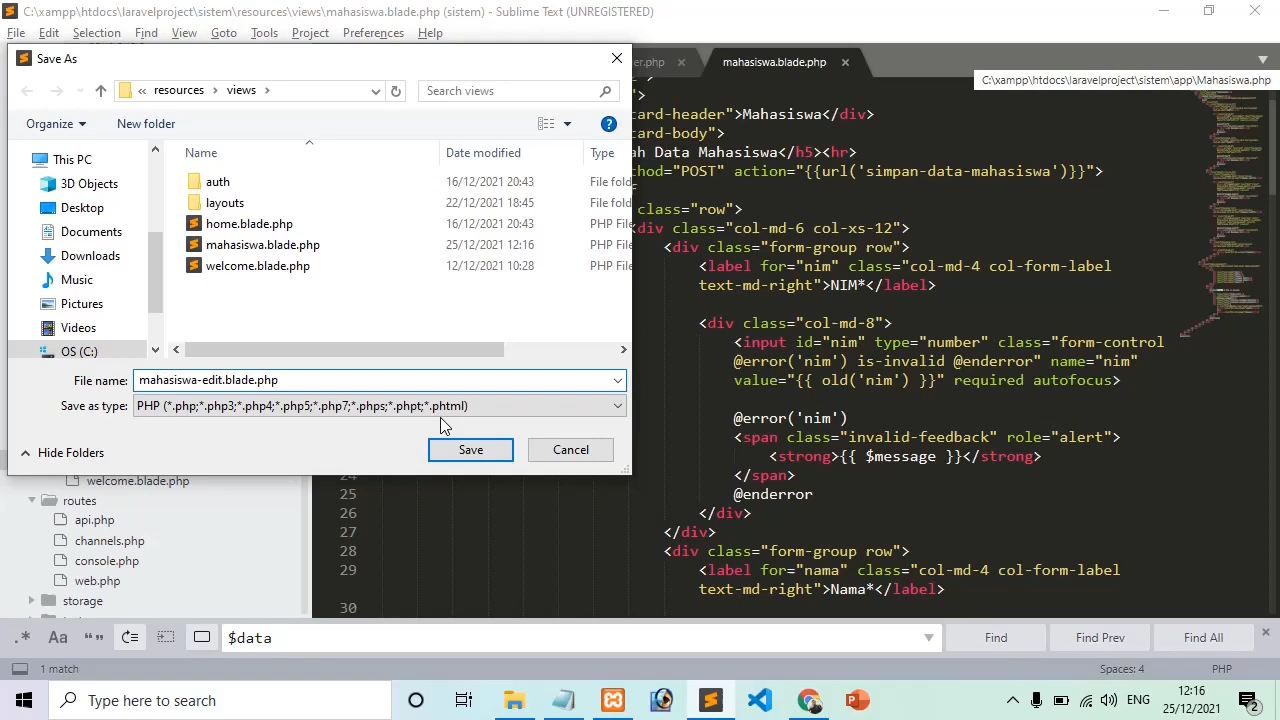 C:\xampp\htdocs\laravelproject\sistem\resources\views\mahasiswa.blade.php (sistem) - Sublime Text (UNREGISTERED)
File Edit Selection Find View Goto Tools Project Preferences Help
Save As
er.php
mahasiswa.blade.php
C:\xampp\htdocs\laravelproject\sistem\app\Mahasiswa.php
« resources views
Search views
Organize New folder
Name Date modified Type
This PC
3D Objects
Desktop
Documents
Downloads
Music
Pictures
Videos
OS (C:)
auth 16/12/2021 20:40 File fold
layouts 22/12/2021 18:49 File fold
home.blade.php 16/12/2021 20:40 PHP File
mahasiswa.blade.php 25/12/2021 12:16 PHP File
welcome.blade.php 12/12/2021 19:28 PHP File
File name: mahasiswa-edit.blade.php
Save as type: PHP (*.php;*.php3;*.php4;*.php5;*.php7;*.phps;*.phpt;*.phtml)
Hide Folders
Save Cancel
welcome.blade.php
routes
api.php
channels.php
console.php
web.php
storage
">
ard-header">Mahasiswa</div>
ard-body">
ah Data Mahasiswa</h5><hr>
thod="POST" action="{{url('simpan-data-mahasiswa')}}">
class="row">
div class="col-md-6 col-xs-12">
<div class="form-group row">
<label for="nim" class="col-md-4 col-form-label
text-md-right">NIM*</label>
<div class="col-md-8">
<input id="nim" type="number" class="form-control
@error('nim') is-invalid @enderror" name="nim"
value="{{ old('nim') }}" required autofocus>
@error('nim')
<span class="invalid-feedback" role="alert">
<strong>{{ $message }}</strong>
24 </span>
25 @enderror
26 </div>
27 </div>
28 <div class="form-group row">
29 <label for="nama" class="col-md-4 col-form-label
text-md-right">Nama*</label>
30
.* Aa “” $data Find Find Prev Find All
1 match Spaces: 4 PHP
Type here to search
ENG
12:16
25/12/2021
2